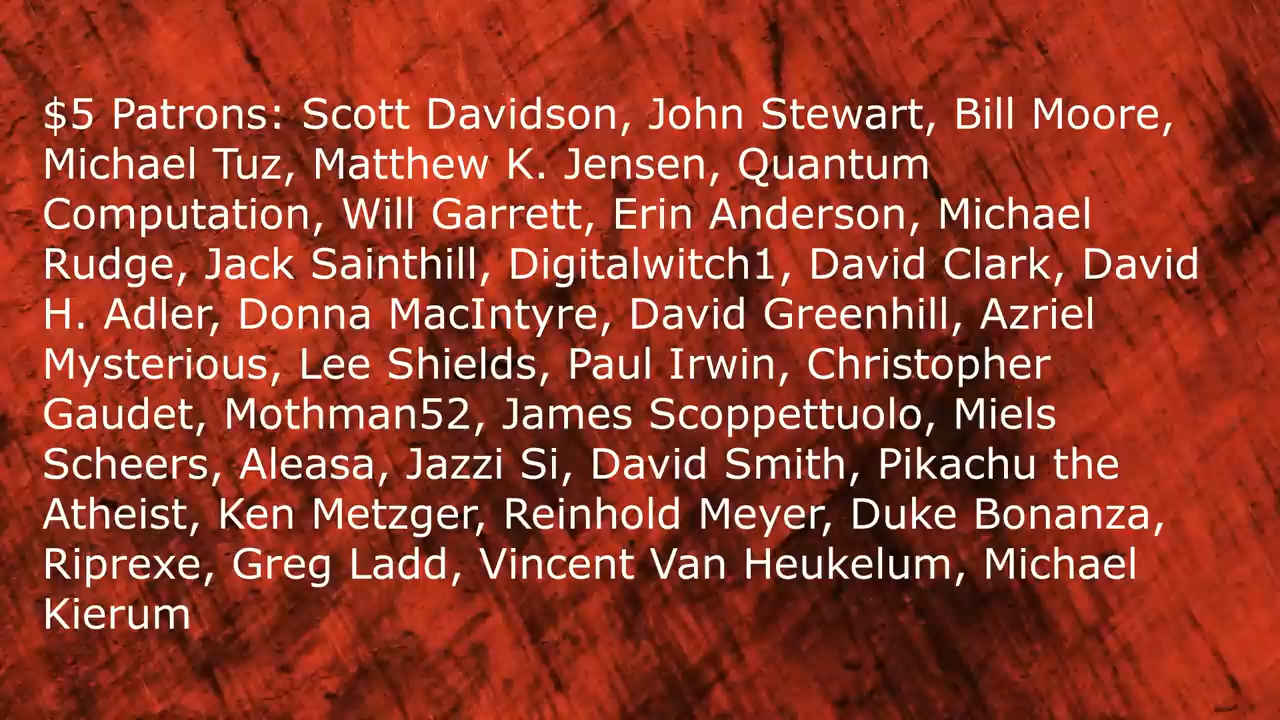 $5 Patrons: Scott Davidson, John Stewart, Bill Moore,
Michael Tuz, Matthew K. Jensen, Quantum
Computation, Will Garrett, Erin Anderson, Michael
Rudge, Jack Sainthill, Digitalwitch1, David Clark, David
H. Adler, Donna MacIntyre, David Greenhill, Azriel
Mysterious, Lee Shields, Paul Irwin, Christopher
Gaudet, Mothman52, James Scoppettuolo, Miels
Scheers, Aleasa, Jazzi Si, David Smith, Pikachu the
Atheist, Ken Metzger, Reinhold Meyer, Duke Bonanza,
Riprexe, Greg Ladd, Vincent Van Heukelum, Michael
Kierum